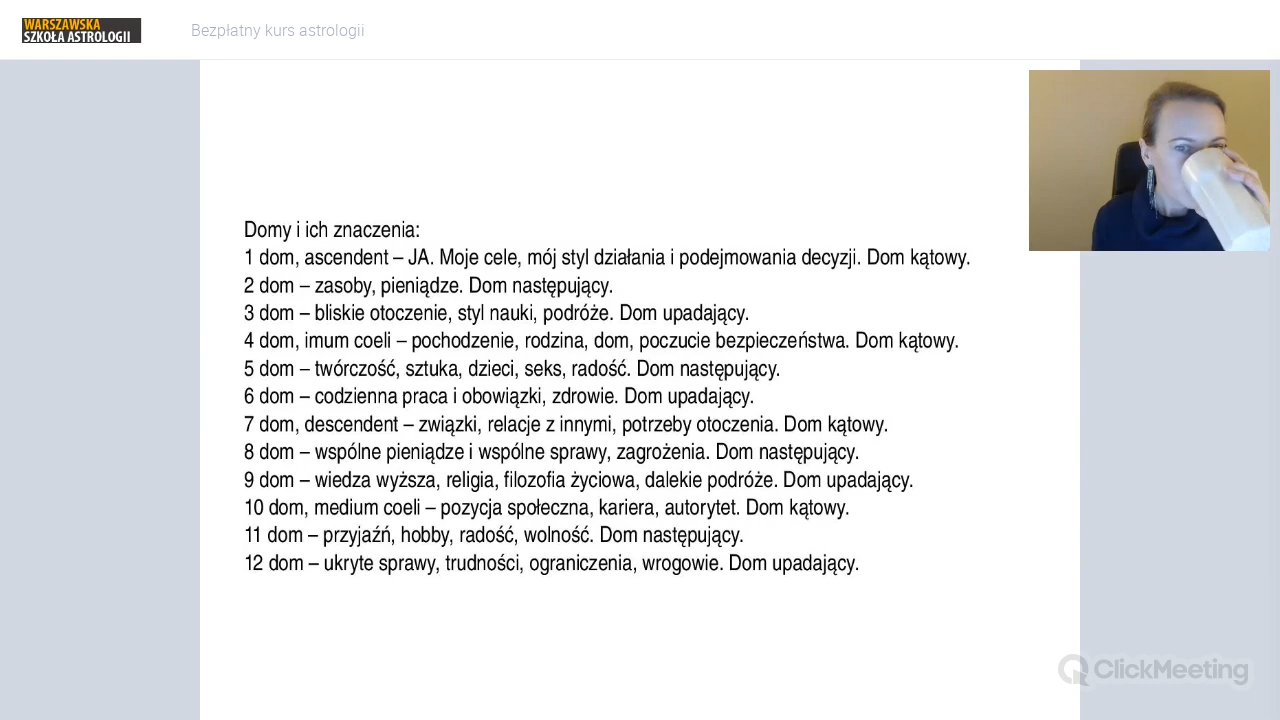 WARSZAWSKA
SZKOŁA ASTROLOGII
Bezpłatny kurs astrologii
Domy i ich znaczenia:
1 dom, ascendent – JA. Moje cele, mój styl działania i podejmowania decyzji. Dom kątowy.
2 dom – zasoby, pieniądze. Dom następujący.
3 dom – bliskie otoczenie, styl nauki, podróże. Dom upadający.
4 dom, imum coeli – pochodzenie, rodzina, dom, poczucie bezpieczeństwa. Dom kątowy.
5 dom – twórczość, sztuka, dzieci, seks, radość. Dom następujący.
6 dom – codzienna praca i obowiązki, zdrowie. Dom upadający.
7 dom, descendent – związki, relacje z innymi, potrzeby otoczenia. Dom kątowy.
8 dom – wspólne pieniądze i wspólne sprawy, zagrożenia. Dom następujący.
9 dom – wiedza wyższa, religia, filozofia życiowa, dalekie podróże. Dom upadający.
10 dom, medium coeli – pozycja społeczna, kariera, autorytet. Dom kątowy.
11 dom – przyjaźń, hobby, radość, wolność. Dom następujący.
12 dom – ukryte sprawy, trudności, ograniczenia, wrogowie. Dom upadający.
ClickMeeting